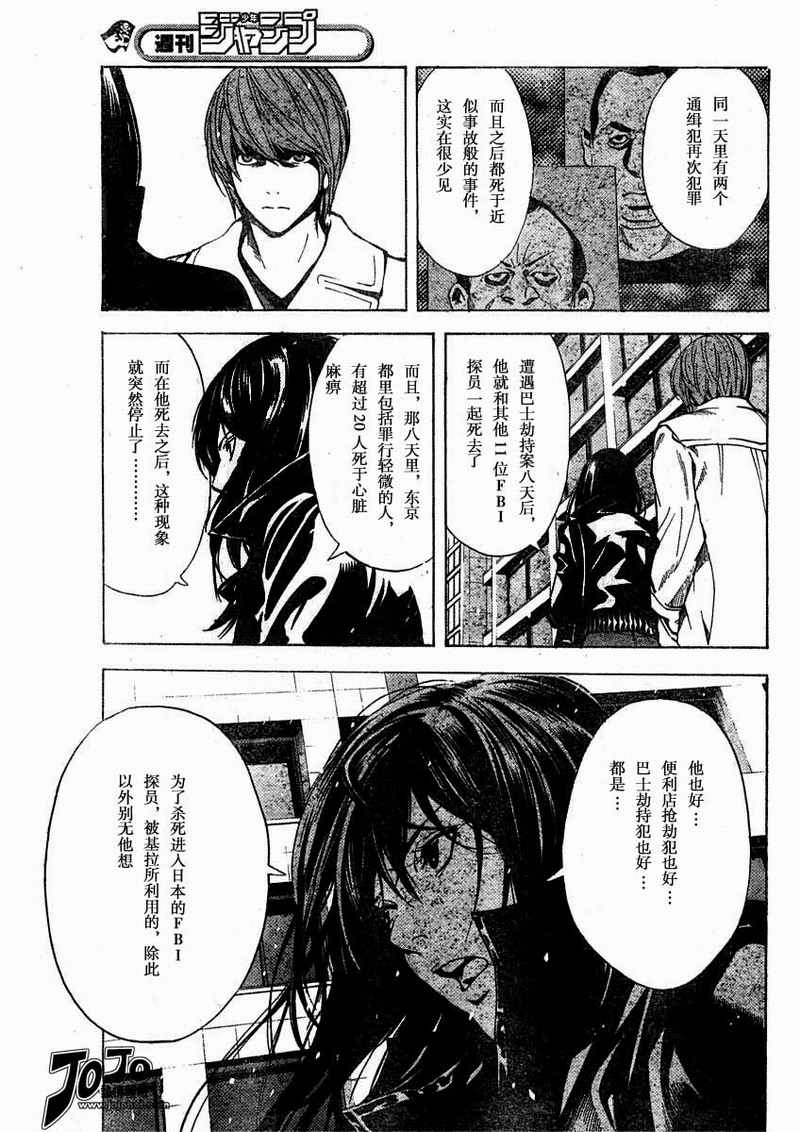 週刊
少年
ジャンプ
同一天里有两个
通缉犯再次犯罪
而且之后都死于近
似事故般的事件，
这实在很少见
遭遇巴士劫持案八天后，
他就和其他11位FBI
探员一起死去了
而且，那八天里，东京
都里包括罪行轻微的人，
有超过20人死于心脏
麻痹
而在他死去之后，这种现象
就突然停止了…………
他也好…
便利店抢劫犯也好…
巴士劫持犯也好…
都是…
为了杀死进入日本的FBI
探员，被基拉所利用的，除此
以外别无他想
JOJO